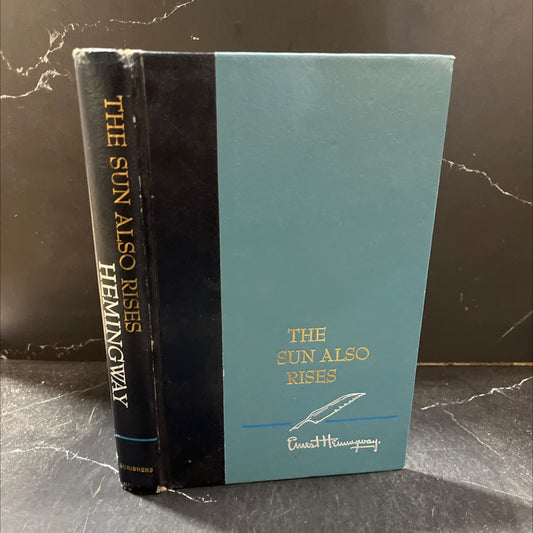 THE SUN ALSO RISES
HEMINGWAY
SCRIBNERS
THE
SUN ALSO
RISES
Ernest Hemingway.